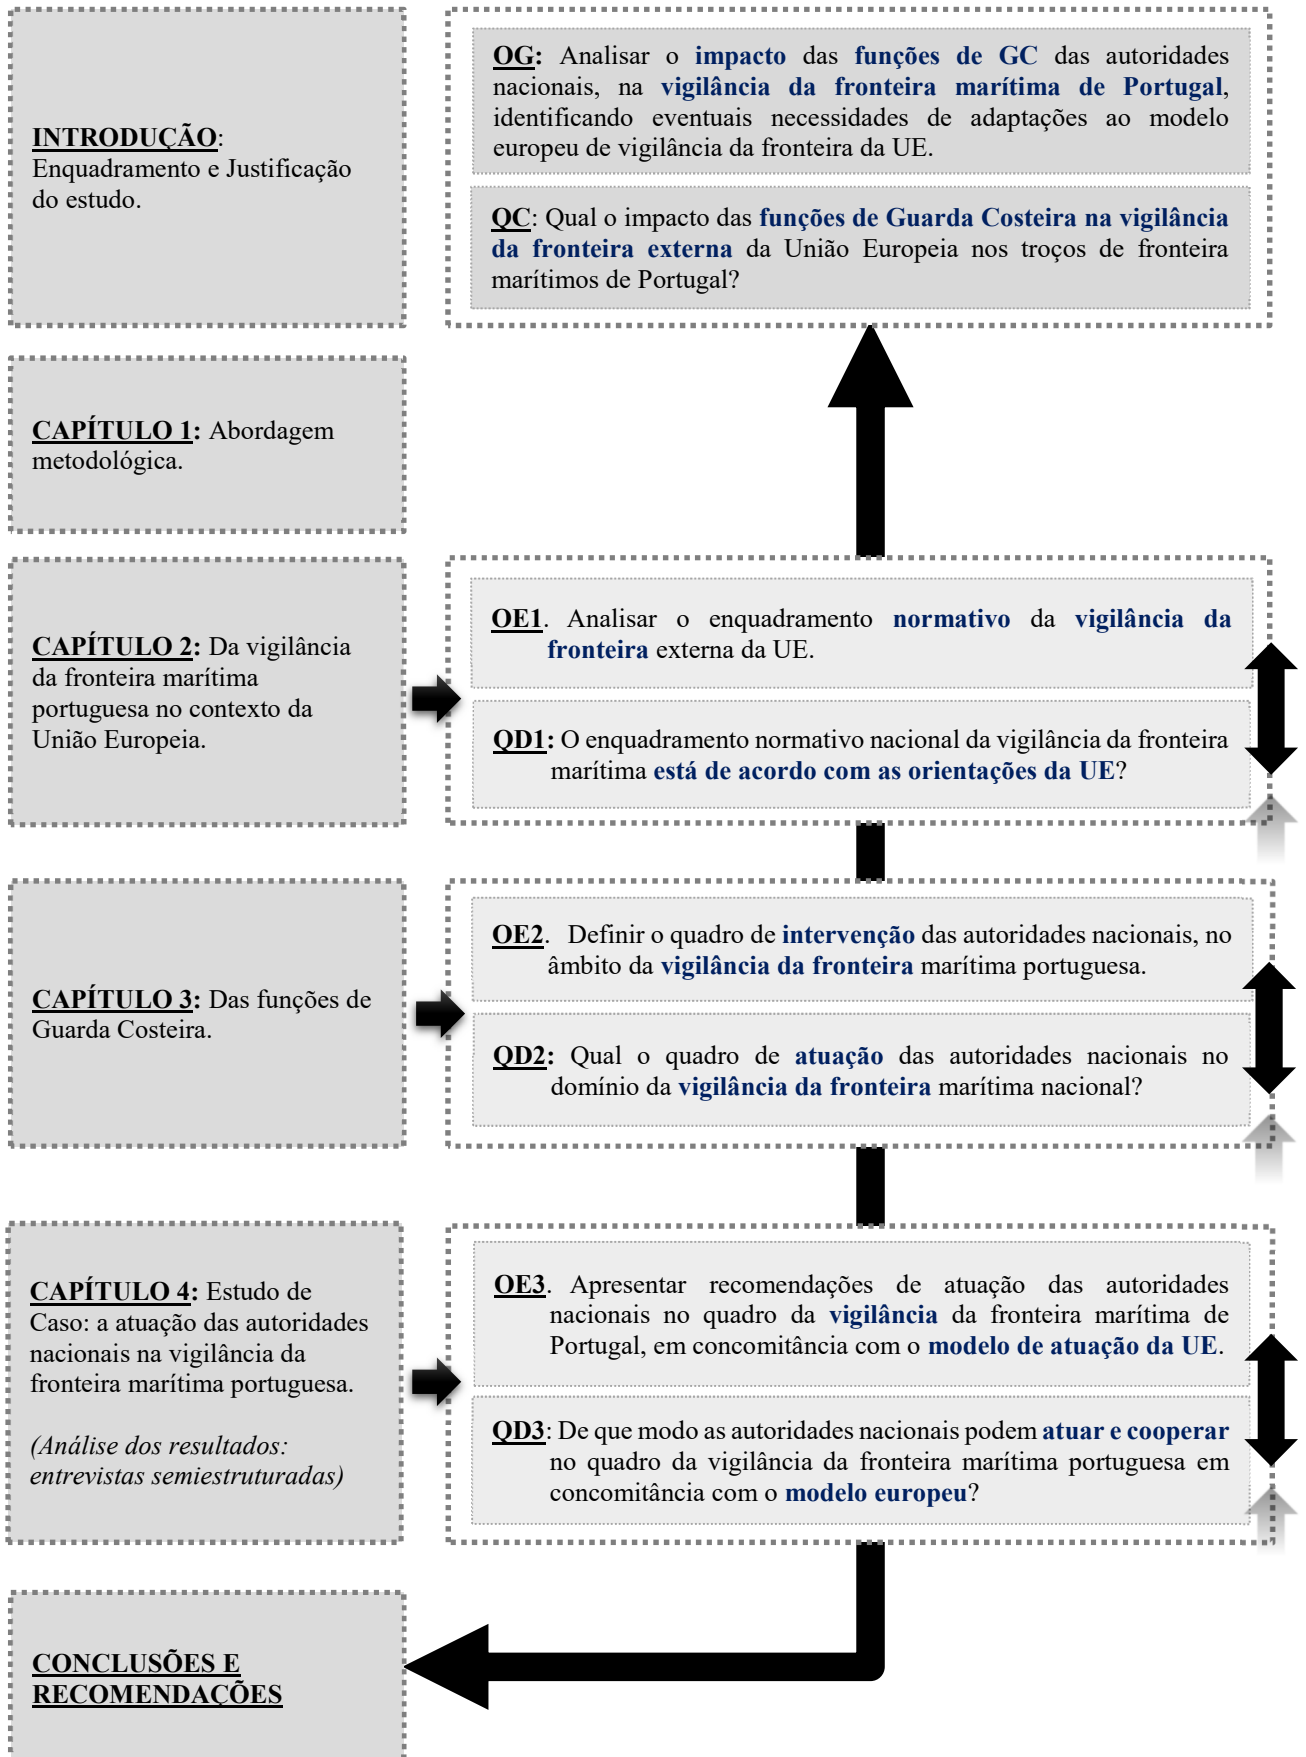 INTRODUÇÃO:
Enquadramento e Justificação
do estudo.
OG: Analisar o impacto das funções de GC das autoridades
nacionais, na vigilância da fronteira marítima de Portugal,
identificando eventuais necessidades de adaptações ao modelo
europeu de vigilância da fronteira da UE.
QC: Qual o impacto das funções de Guarda Costeira na vigilância
da fronteira externa da União Europeia nos troços de fronteira
marítimos de Portugal?
CAPÍTULO 1: Abordagem
metodológica.
CAPÍTULO 2: Da vigilância
da fronteira marítima
portuguesa no contexto da
União Europeia.
OE1. Analisar o enquadramento normativo da vigilância da
fronteira externa da UE.
QD1: O enquadramento normativo nacional da vigilância da fronteira
marítima está de acordo com as orientações da UE?
CAPÍTULO 3: Das funções de
Guarda Costeira.
OE2. Definir o quadro de intervenção das autoridades nacionais, no
âmbito da vigilância da fronteira marítima portuguesa.
QD2: Qual o quadro de atuação das autoridades nacionais no
domínio da vigilância da fronteira marítima nacional?
CAPÍTULO 4: Estudo de
Caso: a atuação das autoridades
nacionais na vigilância da
fronteira marítima portuguesa.
(Análise dos resultados:
entrevistas semiestruturadas)
OE3. Apresentar recomendações de atuação das autoridades
nacionais no quadro da vigilância da fronteira marítima de
Portugal, em concomitância com o modelo de atuação da UE.
QD3: De que modo as autoridades nacionais podem atuar e cooperar
no quadro da vigilância da fronteira marítima portuguesa em
concomitância com o modelo europeu?
CONCLUSÕES E
RECOMENDAÇÕES